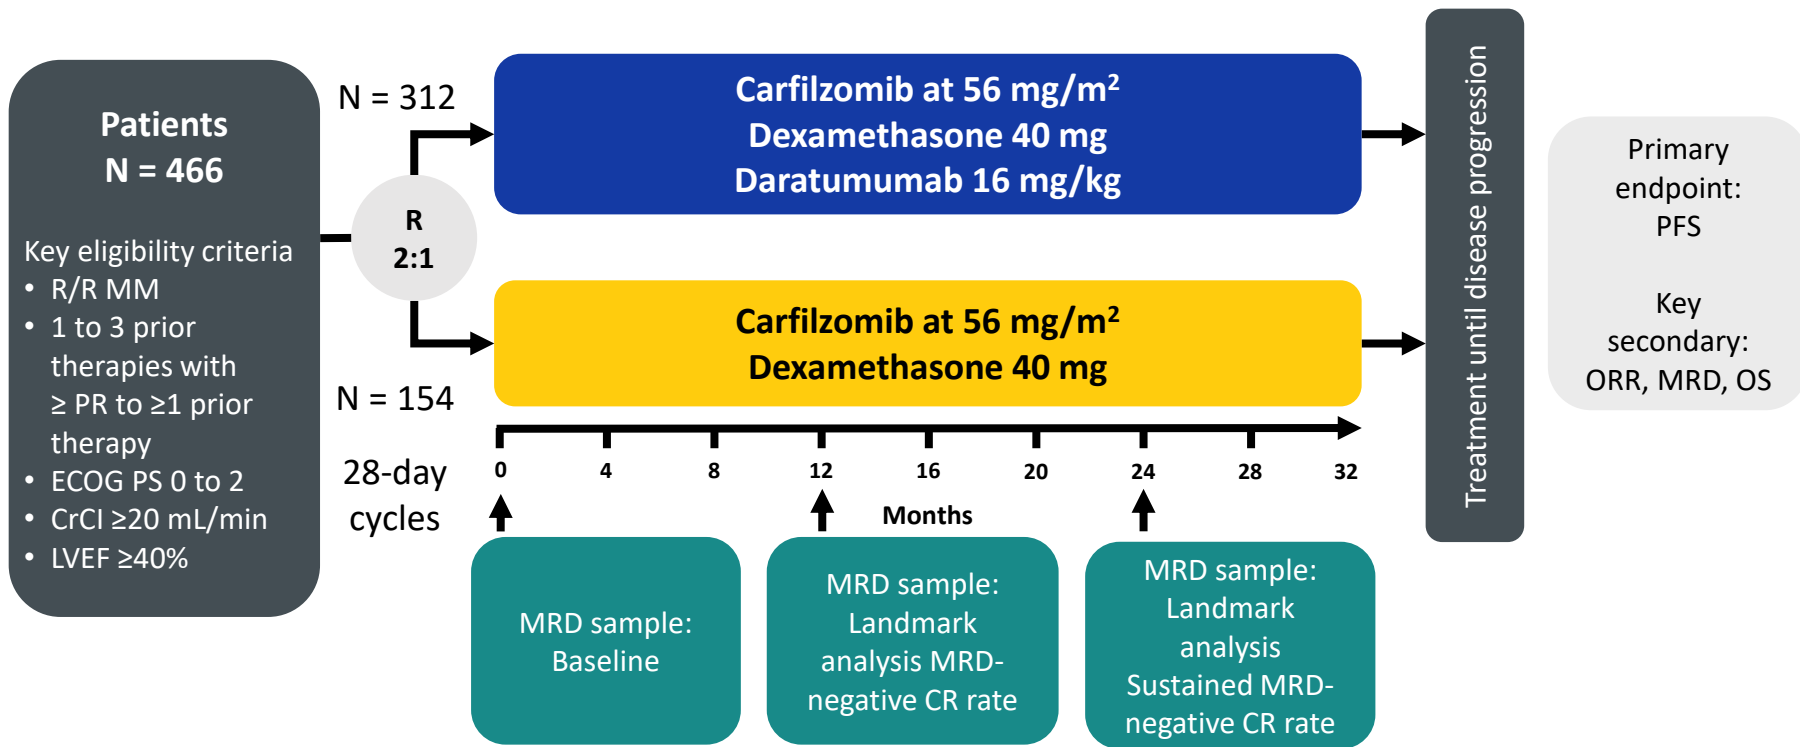 Patients
N = 466
Key eligibility criteria
• R/R MM
• 1 to 3 prior
therapies with
≥ PR to ≥1 prior
therapy
• ECOG PS 0 to 2
• CrCl ≥20 mL/min
• LVEF ≥40%
N = 312
R
2:1
N = 154
Carfilzomib at 56 mg/m²
Dexamethasone 40 mg
Daratumumab 16 mg/kg
Carfilzomib at 56 mg/m²
Dexamethasone 40 mg
28-day
cycles
0 4 8 12 16 20 24 28 32
Months
MRD sample:
Baseline
MRD sample:
Landmark
analysis MRD-
negative CR rate
MRD sample:
Landmark
analysis
Sustained MRD-
negative CR rate
Treatment until disease progression
Primary
endpoint:
PFS
Key
secondary:
ORR, MRD, OS